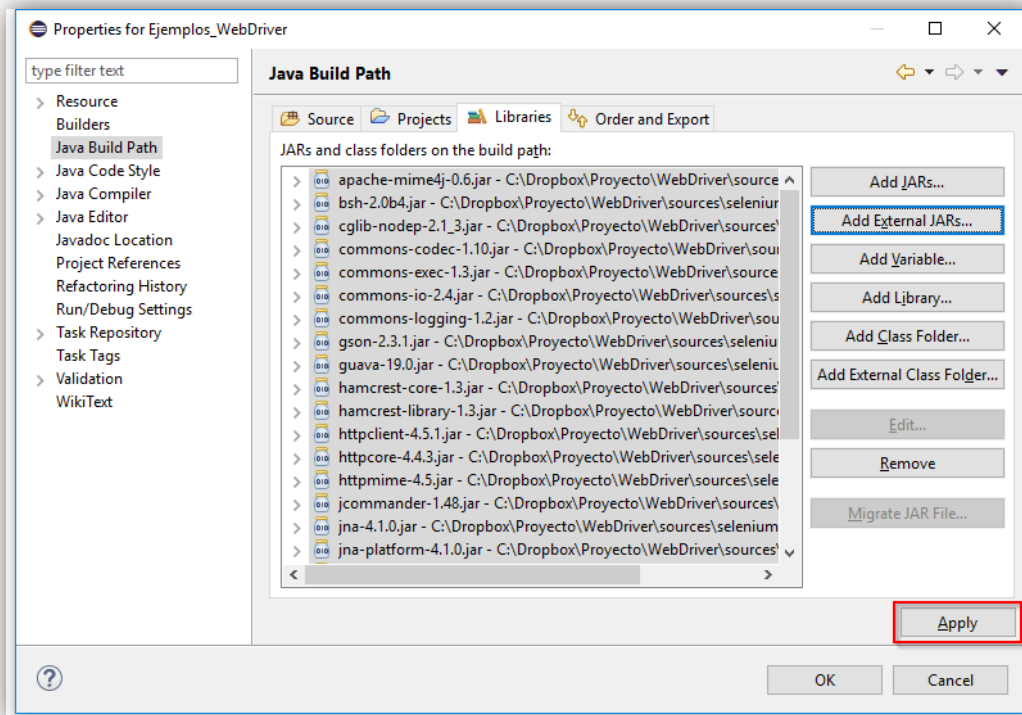 Properties for Ejemplos_WebDriver
type filter text
Resource
Builders
Java Build Path
Java Code Style
Java Compiler
Java Editor
Javadoc Location
Project References
Refactoring History
Run/Debug Settings
Task Repository
Task Tags
Validation
WikiText
Java Build Path
Source Projects Libraries Order and Export
JARs and class folders on the build path:
apache-mime4j-0.6.jar - C:\Dropbox\Proyecto\WebDriver\source
bsh-2.0b4.jar - C:\Dropbox\Proyecto\WebDriver\sources\seleniur
cglib-nodep-2.1_3.jar - C:\Dropbox\Proyecto\WebDriver\sources\
commons-codec-1.10.jar - C:\Dropbox\Proyecto\WebDriver\sour
commons-exec-1.3.jar - C:\Dropbox\Proyecto\WebDriver\source
commons-io-2.4.jar - C:\Dropbox\Proyecto\WebDriver\sources\s
commons-logging-1.2.jar - C:\Dropbox\Proyecto\WebDriver\sou
gson-2.3.1.jar - C:\Dropbox\Proyecto\WebDriver\sources\seleniu
guava-19.0.jar - C:\Dropbox\Proyecto\WebDriver\sources\seleniu
hamcrest-core-1.3.jar - C:\Dropbox\Proyecto\WebDriver\sources\
hamcrest-library-1.3.jar - C:\Dropbox\Proyecto\WebDriver\source
httpclient-4.5.1.jar - C:\Dropbox\Proyecto\WebDriver\sources\sel
httpcore-4.4.3.jar - C:\Dropbox\Proyecto\WebDriver\sources\sele
httpmime-4.5.jar - C:\Dropbox\Proyecto\WebDriver\sources\sele
jcommander-1.48.jar - C:\Dropbox\Proyecto\WebDriver\sources\
jna-4.1.0.jar - C:\Dropbox\Proyecto\WebDriver\sources\selenium
jna-platform-4.1.0.jar - C:\Dropbox\Proyecto\WebDriver\sources\
Add JARs...
Add External JARs...
Add Variable...
Add Library...
Add Class Folder...
Add External Class Folder...
Edit...
Remove
Migrate JAR File...
Apply
OK Cancel